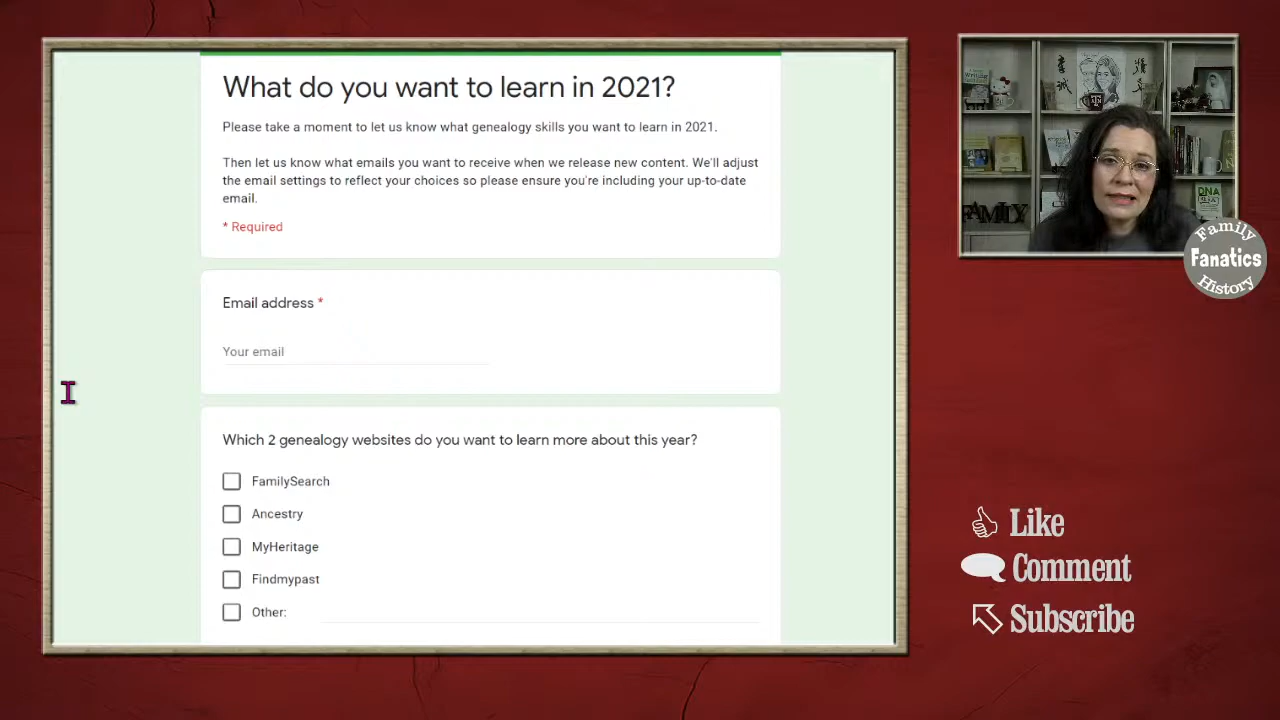 What do you want to learn in 2021?
Please take a moment to let us know what genealogy skills you want to learn in 2021.
Then let us know what emails you want to receive when we release new content. We'll adjust
the email settings to reflect your choices so please ensure you're including your up-to-date
email.
* Required
Email address *
Your email
Which 2 genealogy websites do you want to learn more about this year?
FamilySearch
Ancestry
MyHeritage
Findmypast
Other:
FAMILY
DNA
Family
Fanatics
History
Like
Comment
Subscribe